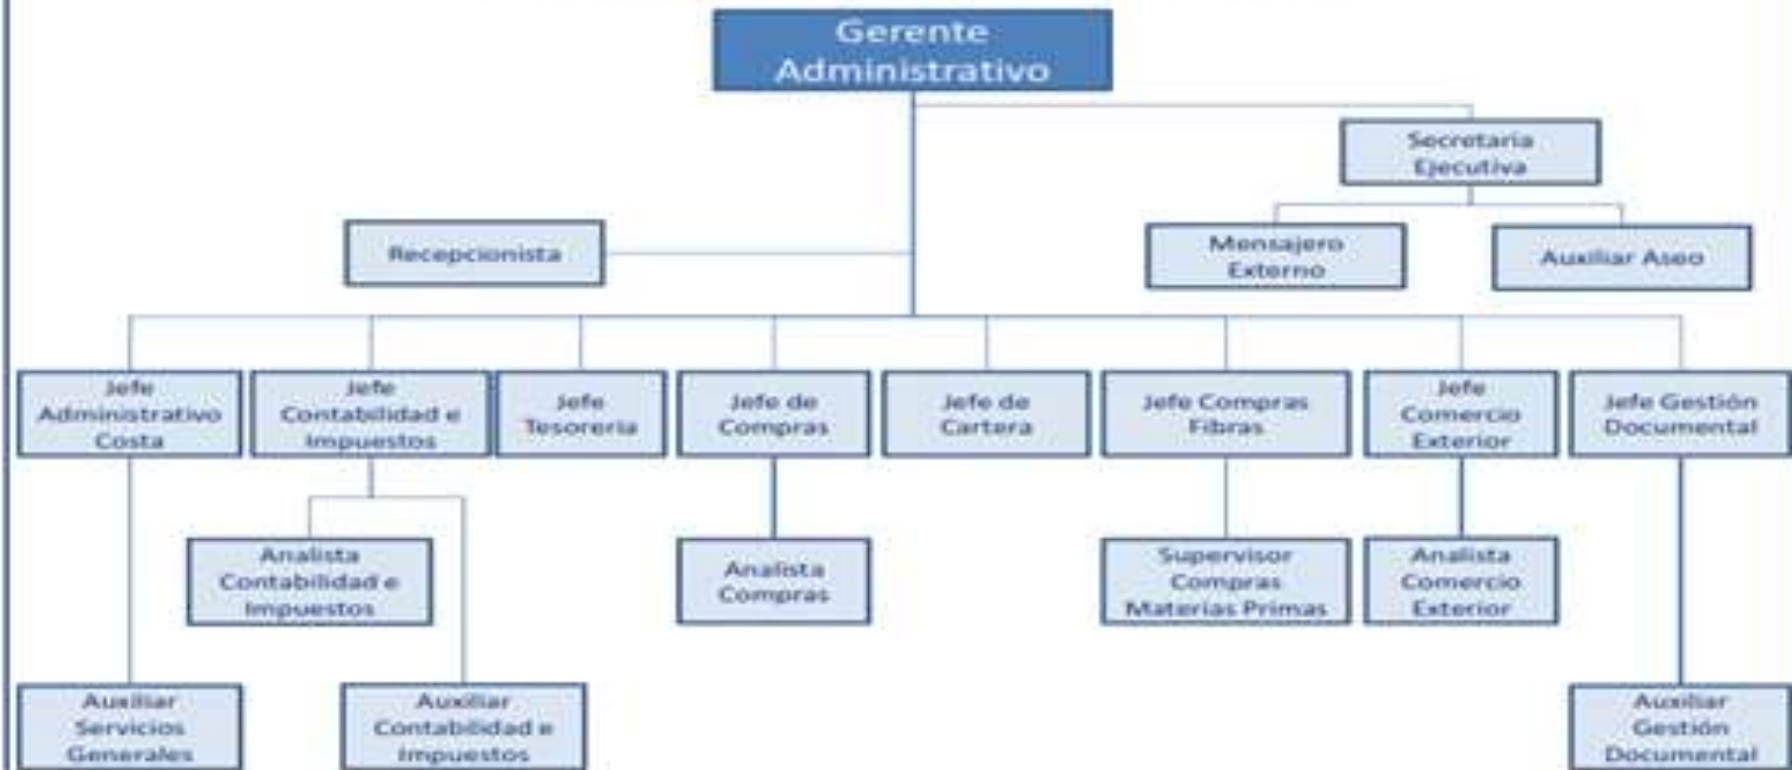 Gerente
Administrativo
Secretaria
Ejecutiva
Recepcionista
Mensajero
Externo
Auxiliar Aseo
Jefe
Administrativo
Costa
Jefe
Contabilidad e
Impuestos
Jefe
Tesoreria
Jefe de
Compras
Jefe de
Cartera
Jefe Compras
Fibras
Jefe
Comercio
Exterior
Jefe Gestión
Documental
Analista
Contabilidad e
Impuestos
Analista
Compras
Supervisor
Compras
Materias Primas
Analista
Comercio
Exterior
Auxiliar
Servicios
Generales
Auxiliar
Contabilidad e
Impuestos
Auxiliar
Gestión
Documental